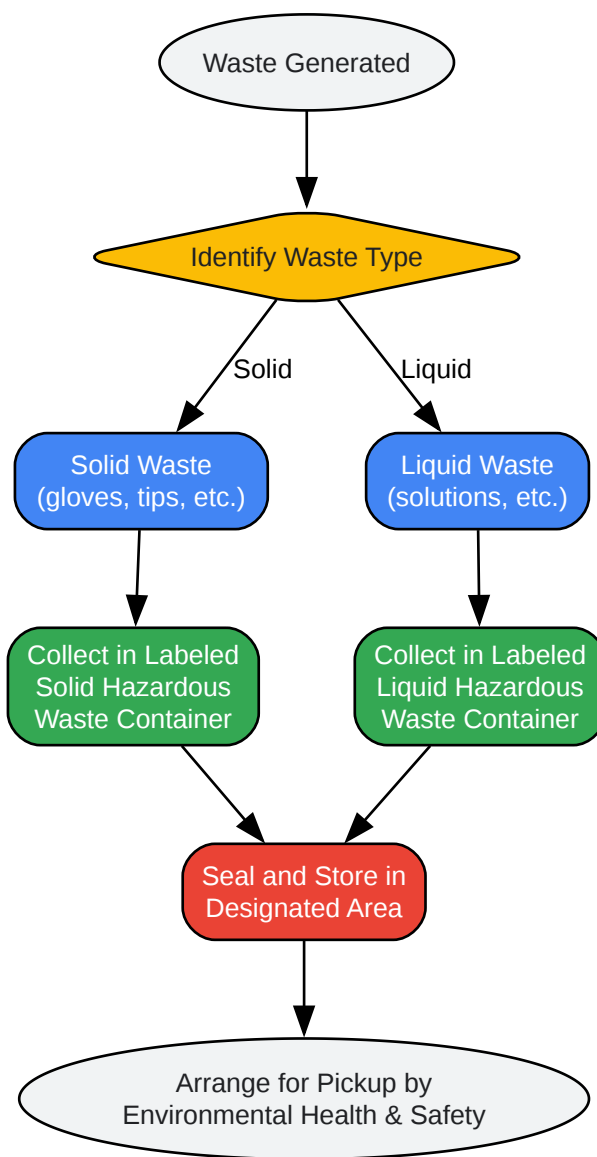 Waste Generated
Identify Waste Type
Solid
Liquid
Solid Waste
(gloves, tips, etc.)
Liquid Waste
(solutions, etc.)
Collect in Labeled
Solid Hazardous
Waste Container
Collect in Labeled
Liquid Hazardous
Waste Container
Seal and Store in
Designated Area
Arrange for Pickup by
Environmental Health & Safety